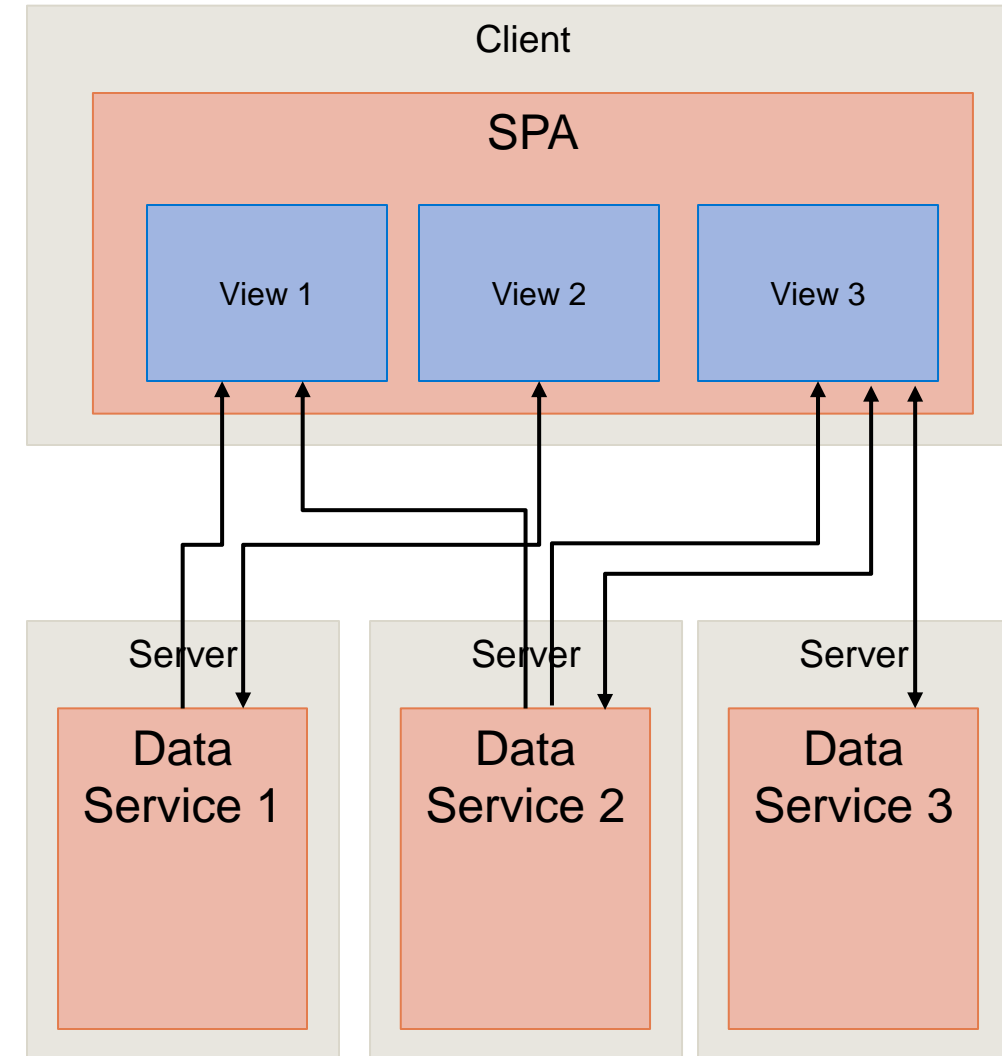 Client
SPA
View 1
View 2
View 3
Server
Server
Server
Data
Service 1
Data
Service 2
Data
Service 3